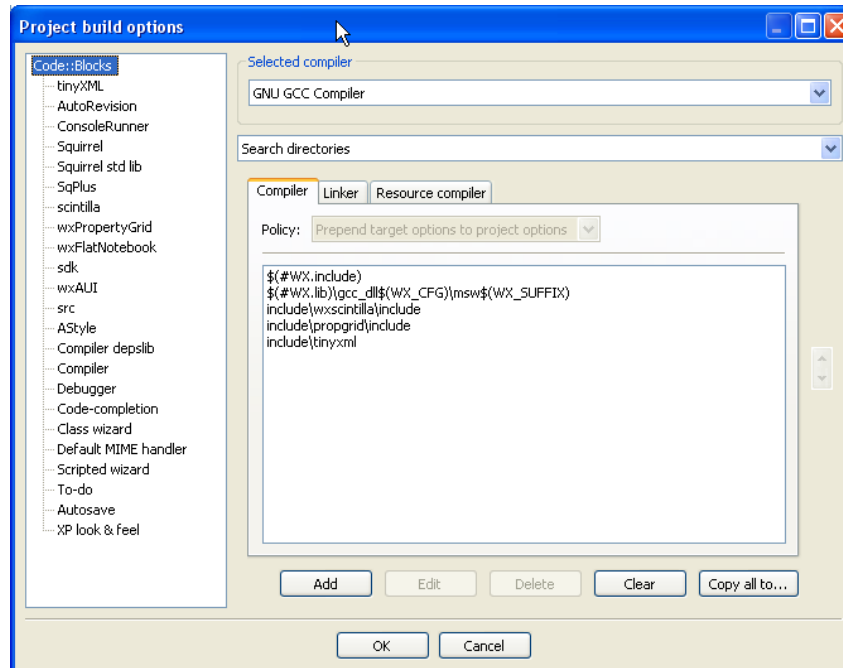 Project build options
Code::Blocks
tinyXML
AutoRevision
ConsoleRunner
Squirrel
Squirrel std lib
SqPlus
scintilla
wxPropertyGrid
wxFlatNotebook
sdk
wxAUI
src
AStyle
Compiler depslib
Compiler
Debugger
Code-completion
Class wizard
Default MIME handler
Scripted wizard
To-do
Autosave
XP look & feel
Selected compiler
GNU GCC Compiler
Search directories
Compiler Linker Resource compiler
Policy: Prepend target options to project options
$(#WX.include)
$(#WX.lib)\gcc_dll$(WX_CFG)\msw$(WX_SUFFIX)
include\wxscintilla\include
include\propgrid\include
include\tinyxml
Add Edit Delete Clear Copy all to...
OK Cancel